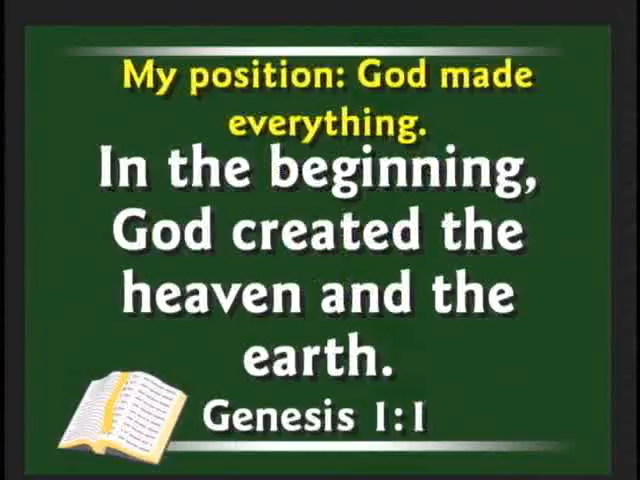 My position: God made
everything.
In the beginning,
God created the
heaven and the
earth.
Genesis 1:1